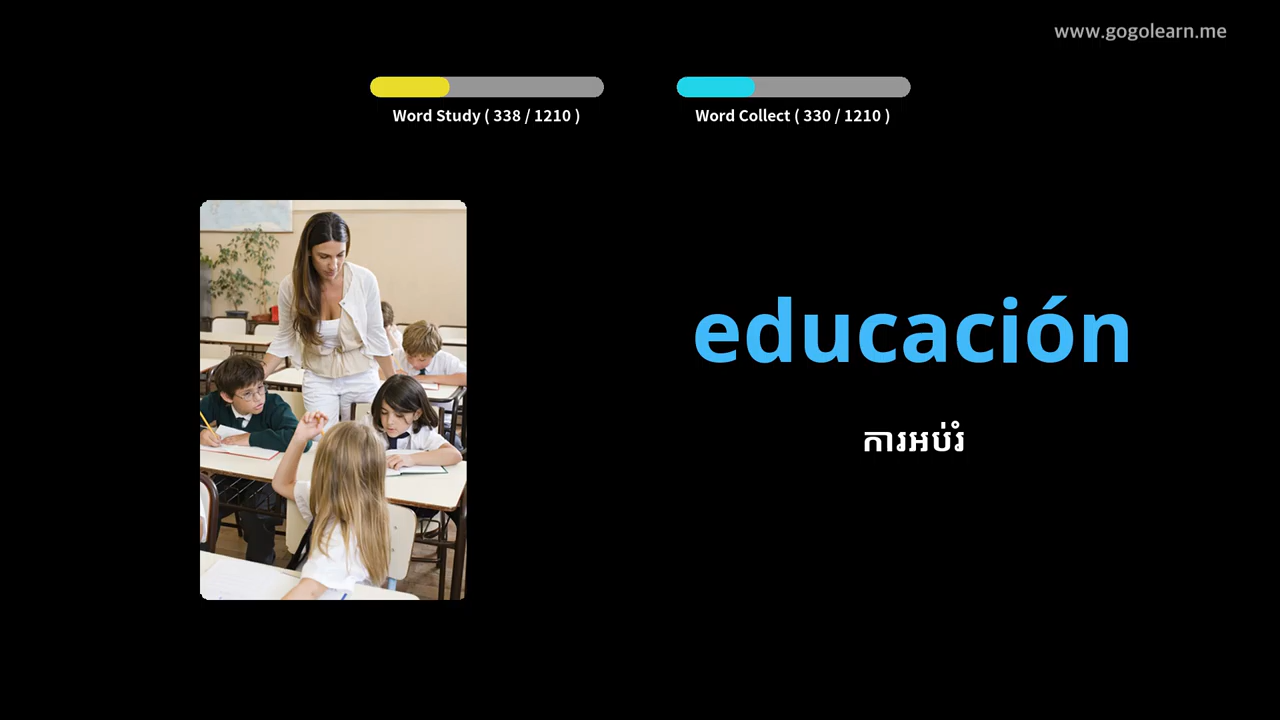 www.gogolearn.me
Word Study ( 338 / 1210 )
Word Collect ( 330 / 1210 )
educación
ការអប់រំ